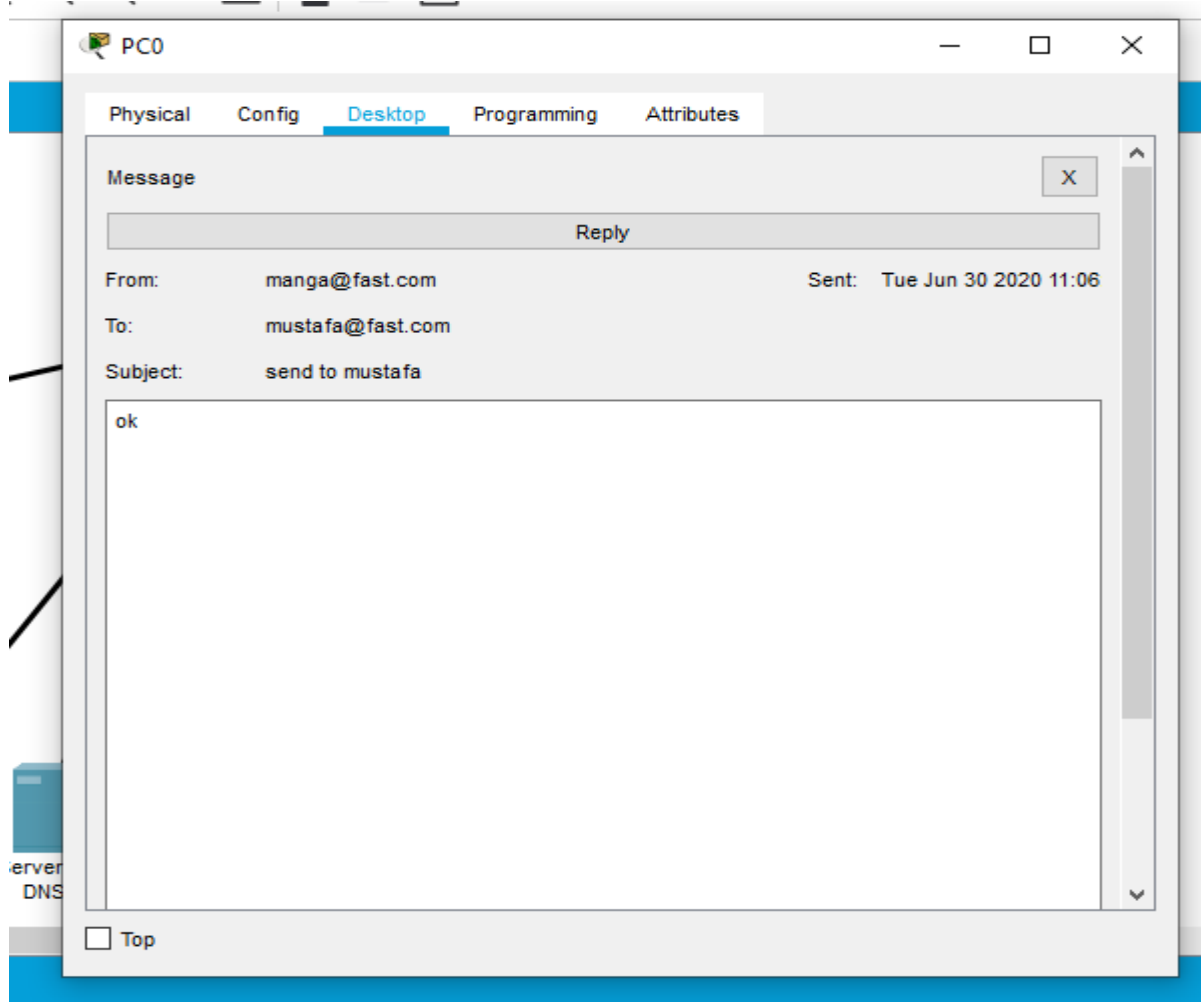 PC0
Physical Config Desktop Programming Attributes
Message X
Reply
From: manga@fast.com Sent: Tue Jun 30 2020 11:06
To: mustafa@fast.com
Subject: send to mustafa
ok
DNS
Top